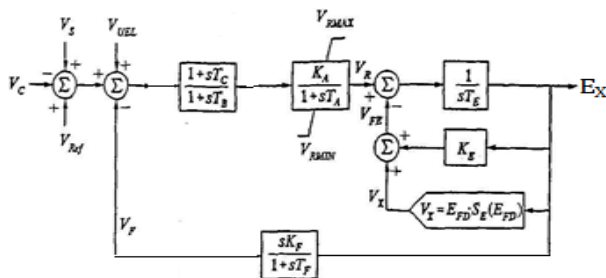 V_RMAX
V_S V_UEL
V_C Σ Σ 1+sT_C / 1+sT_B K_A / 1+sT_A V_R Σ 1 / sT_E E_X
V_Ref V_RMIN V_FE
Σ K_E
V_X V_X = E_FD·S_E(E_FD)
V_F
sK_F / 1+sT_F
+ + − + + + − − + − + +